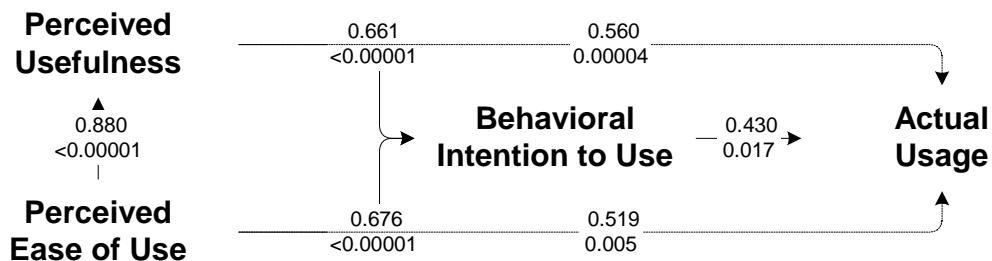 Perceived
Usefulness
0.661
<0.00001
0.560
0.00004
0.880
<0.00001
Behavioral
Intention to Use
0.430
0.017
Actual
Usage
Perceived
Ease of Use
0.676
<0.00001
0.519
0.005